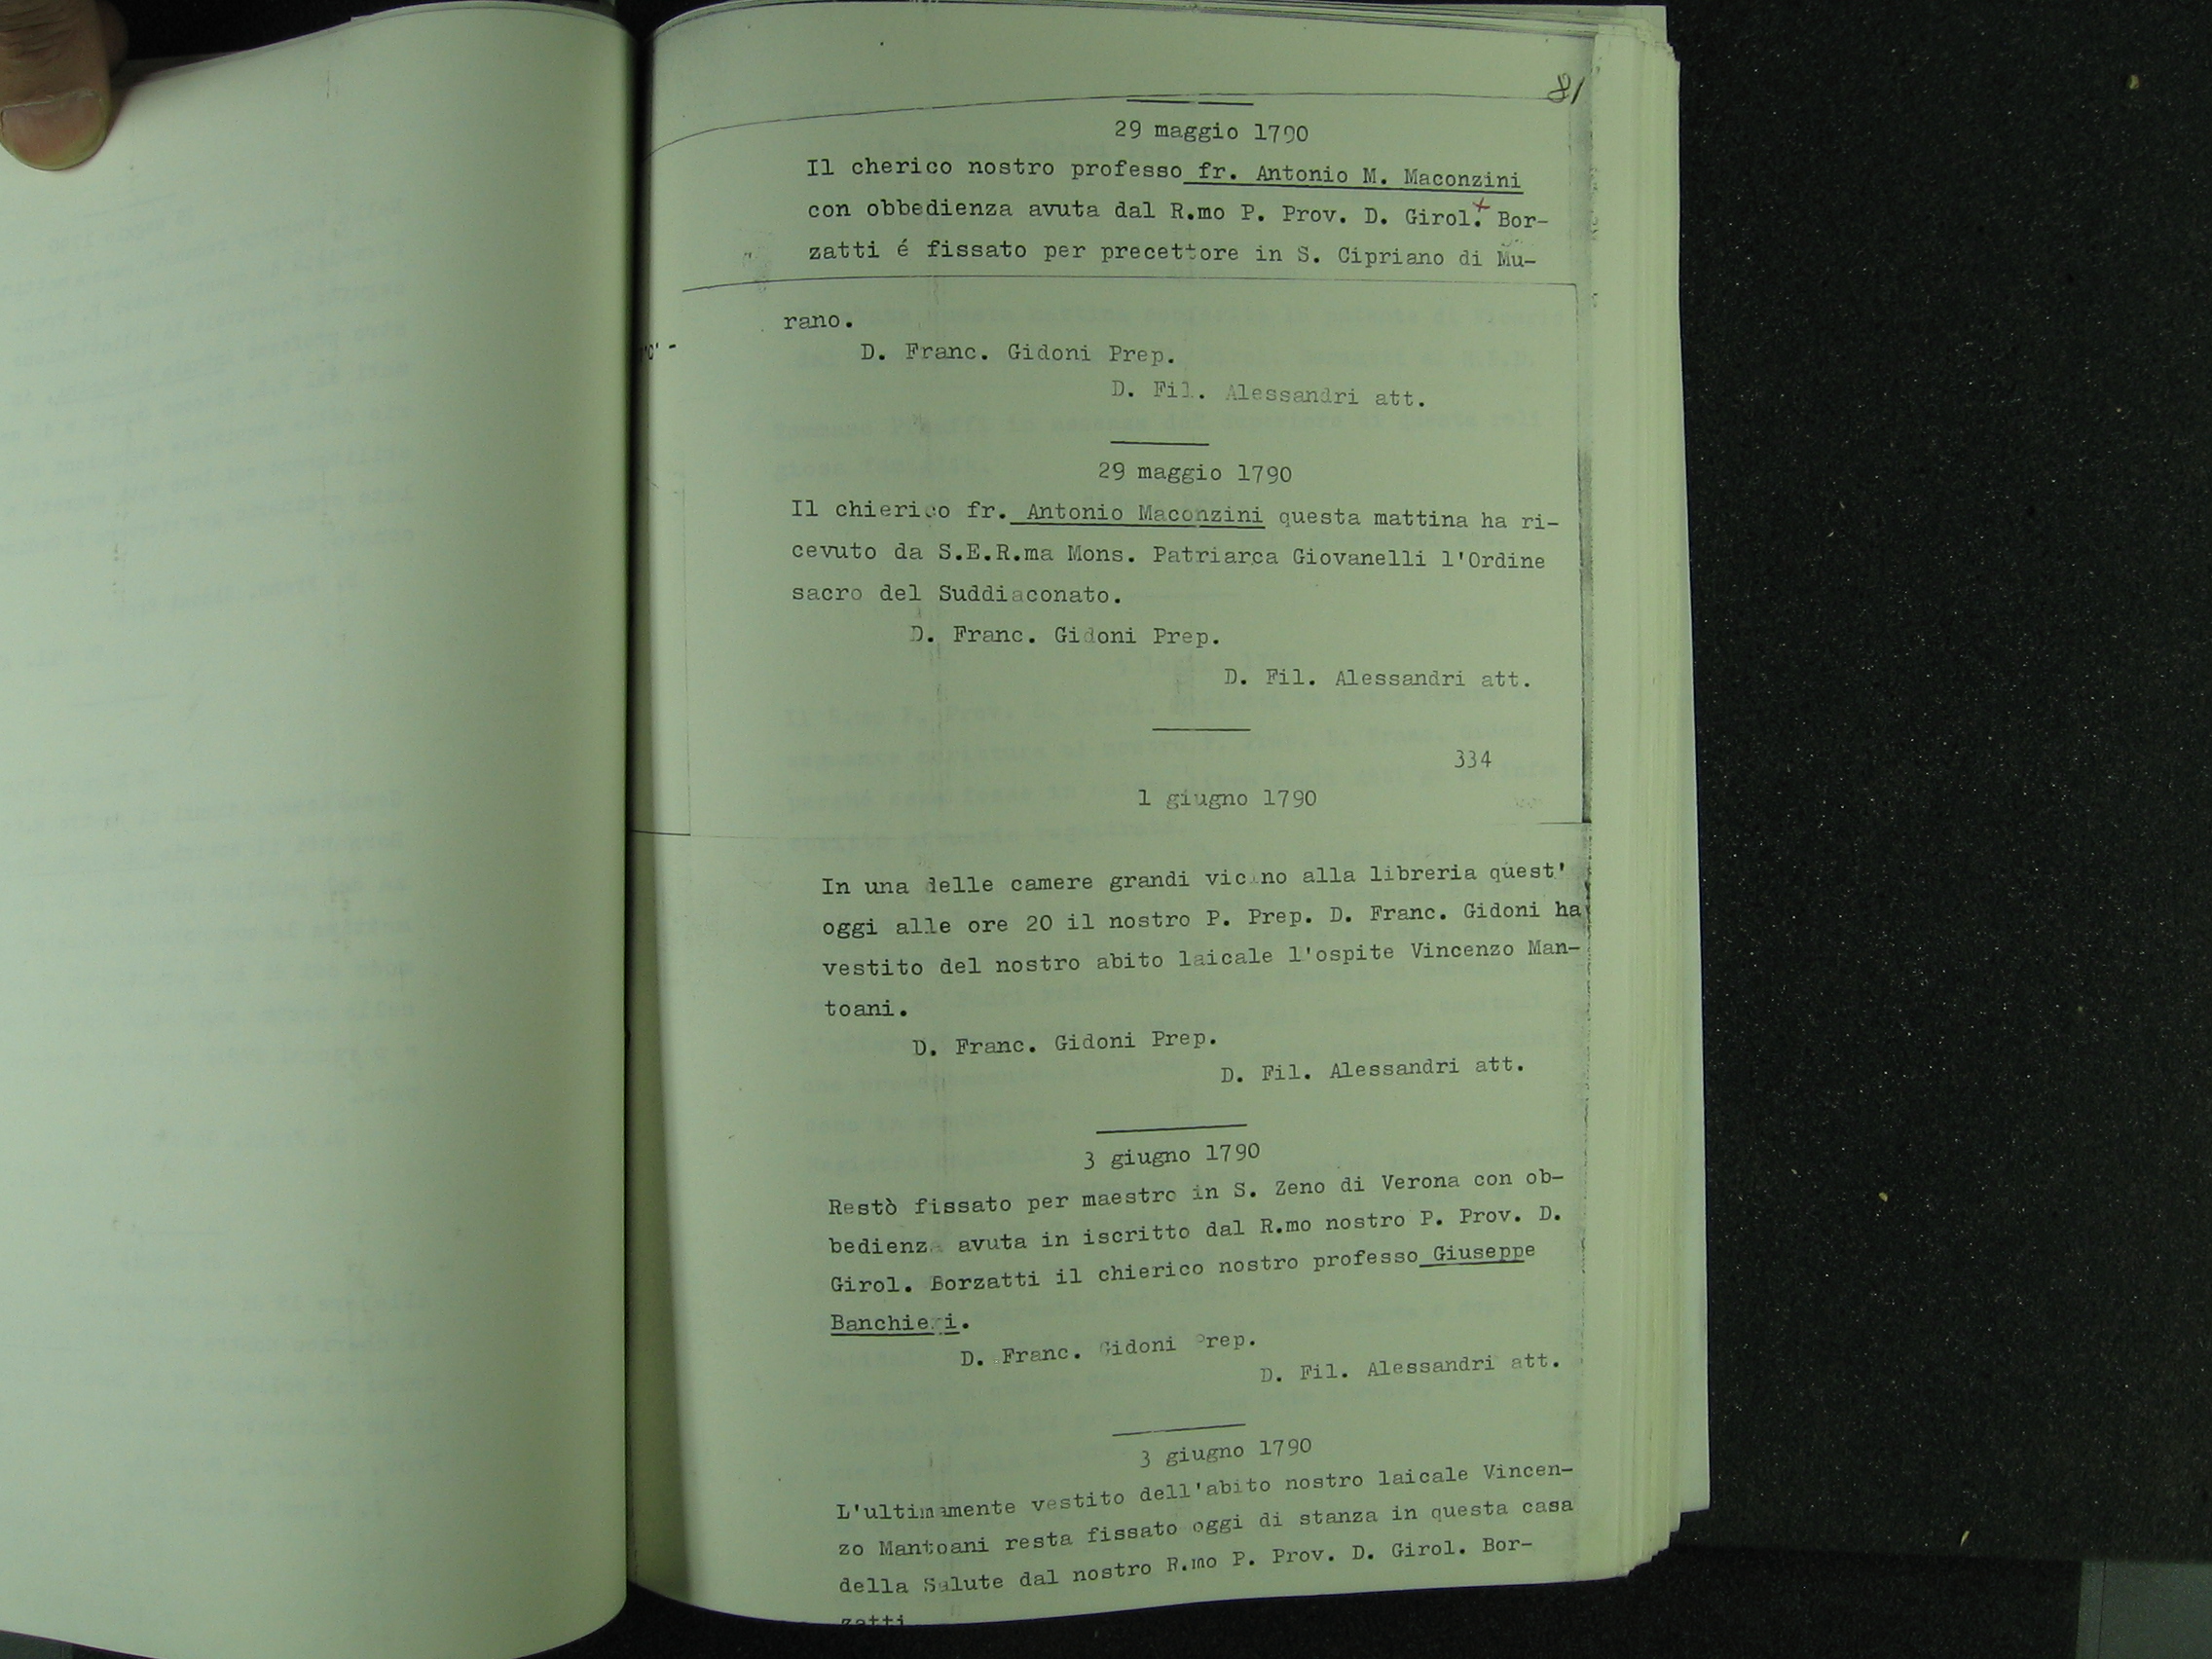 81
29 maggio 1790
Il cherico nostro professo fr. Antonio M. Maconzini
con obbedienza avuta dal R.mo P. Prov. D. Girol. Bor-
zatti é fissato per precettore in S. Cipriano di Mu-
rano.
D. Franc. Gidoni Prep.
D. Fil. Alessandri att.
29 maggio 1790
Il chierico fr. Antonio Maconzini questa mattina ha ri-
cevuto da S.E.R.ma Mons. Patriarca Giovanelli l'Ordine
sacro del Suddiaconato.
D. Franc. Gidoni Prep.
D. Fil. Alessandri att.
334
1 giugno 1790
In una delle camere grandi vicino alla libreria quest'
oggi alle ore 20 il nostro P. Prep. D. Franc. Gidoni ha
vestito del nostro abito laicale l'ospite Vincenzo Man-
toani.
D. Franc. Gidoni Prep.
D. Fil. Alessandri att.
3 giugno 1790
Restò fissato per maestro in S. Zeno di Verona con ob-
bedienza avuta in iscritto dal R.mo nostro P. Prov. D.
Girol. Borzatti il chierico nostro professo Giuseppe
Banchieri.
D. Franc. Gidoni Prep.
D. Fil. Alessandri att.
3 giugno 1790
L'ultimamente vestito dell'abito nostro laicale Vincen-
zo Mantoani resta fissato oggi di stanza in questa casa
della Salute dal nostro R.mo P. Prov. D. Girol. Bor-
zatti